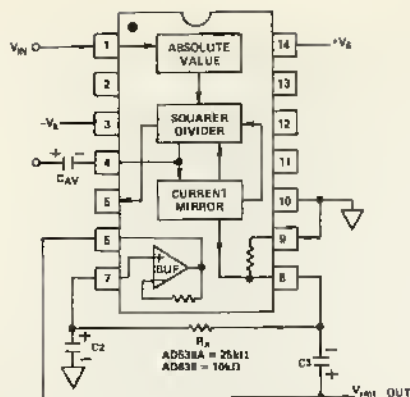 VIN
1
ABSOLUTE
VALUE
14
+VS
2
13
-VS
3
SQUARER
DIVIDER
12
+ -
4
CAV
11
5
CURRENT
MIRROR
10
6
9
7
+
-
BUF
8
+
C2
-
RX
AD536A = 25kΩ
AD636 = 10kΩ
-
C3
+
Vrms OUT